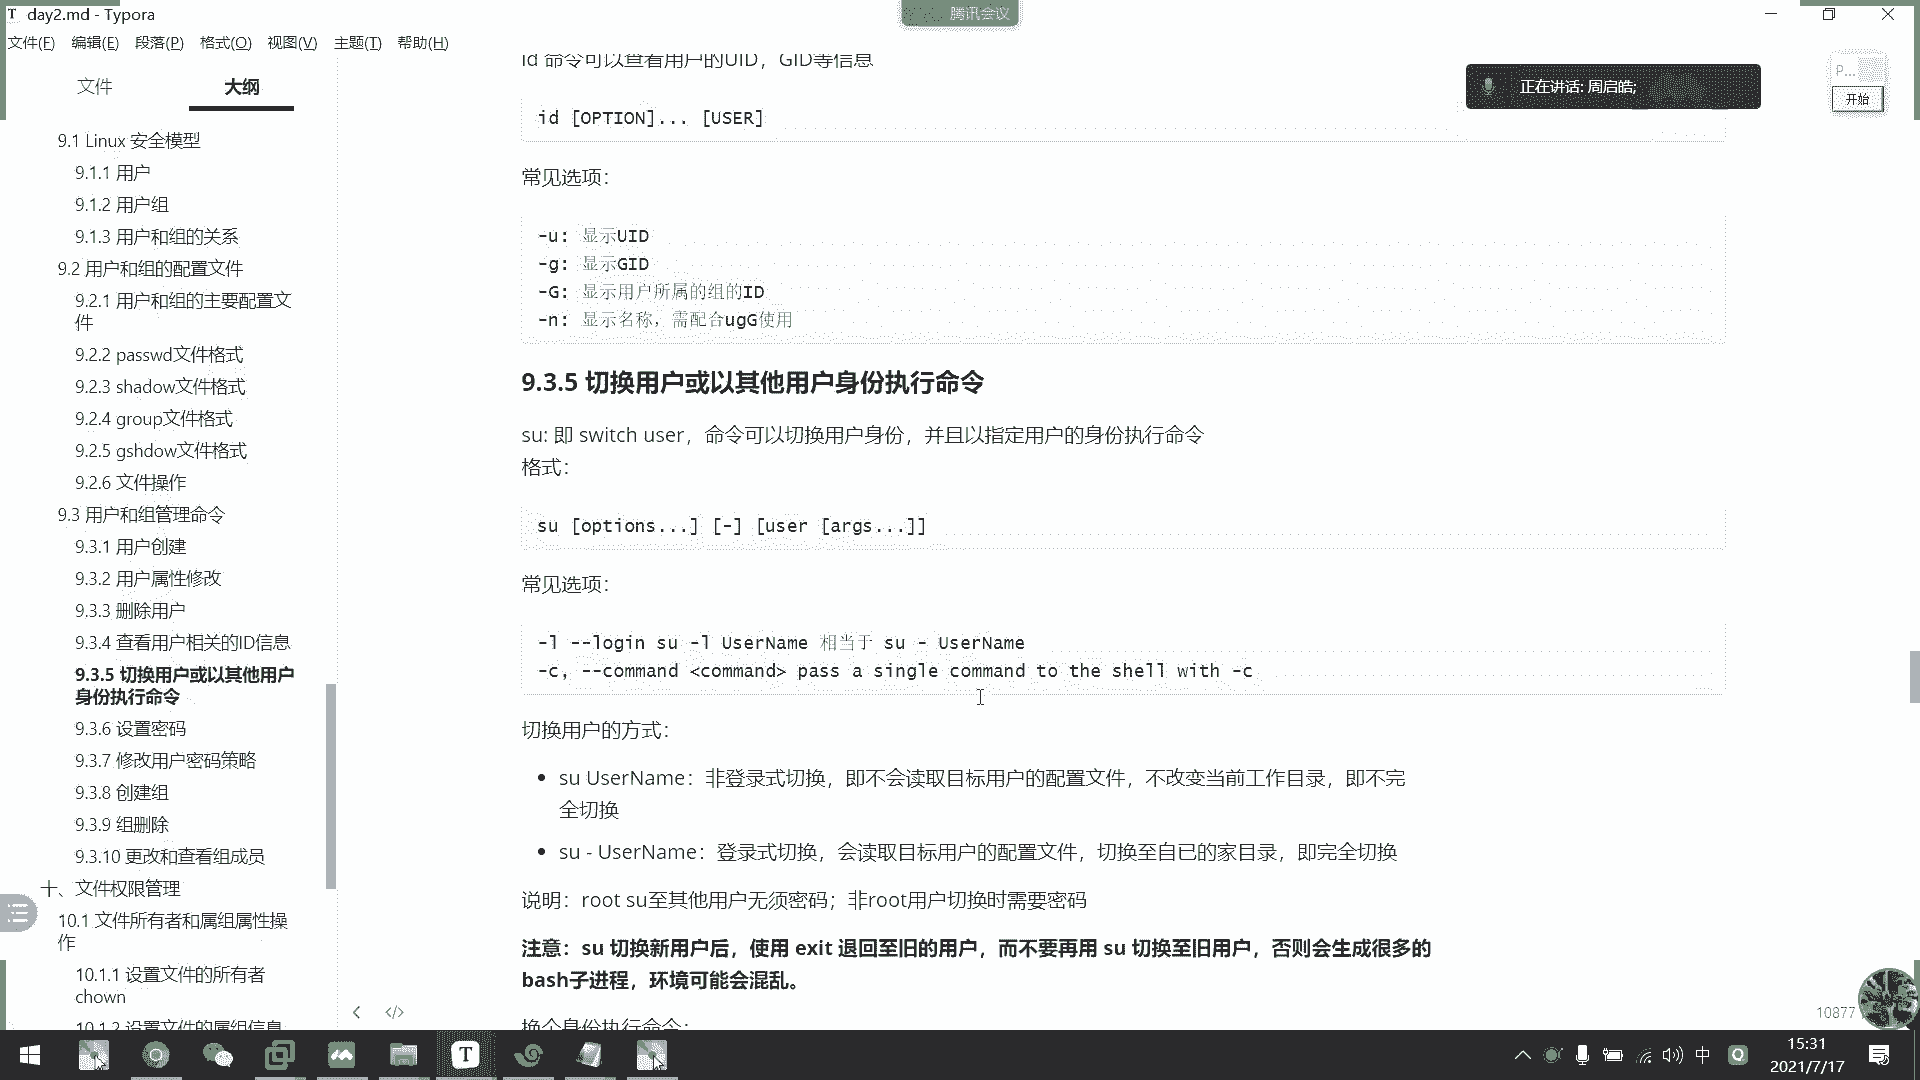 day2.md - Typora
腾讯会议
文件(F) 编辑(E) 段落(P) 格式(O) 视图(V) 主题(T) 帮助(H)
文件
大纲
9.1 Linux 安全模型
9.1.1 用户
9.1.2 用户组
9.1.3 用户和组的关系
9.2 用户和组的配置文件
9.2.1 用户和组的主要配置文
件
9.2.2 passwd文件格式
9.2.3 shadow文件格式
9.2.4 group文件格式
9.2.5 gshdow文件格式
9.2.6 文件操作
9.3 用户和组管理命令
9.3.1 用户创建
9.3.2 用户属性修改
9.3.3 删除用户
9.3.4 查看用户相关的ID信息
9.3.5 切换用户或以其他用户
身份执行命令
9.3.6 设置密码
9.3.7 修改用户密码策略
9.3.8 创建组
9.3.9 组删除
9.3.10 更改和查看组成员
十、文件权限管理
10.1 文件所有者和属组属性操
作
10.1.1 设置文件的所有者
chown
10.1.2 设置文件的属组信息
id 命令可以查看用户的UID，GID等信息
id [OPTION]... [USER]
常见选项：
-u: 显示UID
-g: 显示GID
-G: 显示用户所属的组的ID
-n: 显示名称，需配合ugG使用
9.3.5 切换用户或以其他用户身份执行命令
su: 即 switch user，命令可以切换用户身份，并且以指定用户的身份执行命令
格式：
su [options...] [-] [user [args...]]
常见选项：
-l --login su -l UserName 相当于 su - UserName
-c, --command <command> pass a single command to the shell with -c
切换用户的方式：
su UserName：非登录式切换，即不会读取目标用户的配置文件，不改变当前工作目录，即不完
全切换
su - UserName：登录式切换，会读取目标用户的配置文件，切换至自已的家目录，即完全切换
说明：root su至其他用户无须密码；非root用户切换时需要密码
注意：su 切换新用户后，使用 exit 退回至旧的用户，而不要再用 su 切换至旧用户，否则会生成很多的
bash子进程，环境可能会混乱。
换个身份执行命令：
正在讲话: 周启皓;
P...
开始
10877
中
15:31
2021/7/17